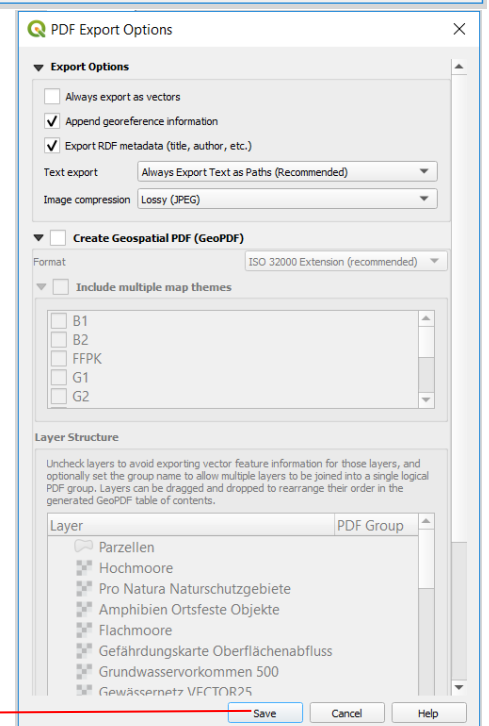 PDF Export Options
Export Options
Always export as vectors
Append georeference information
Export RDF metadata (title, author, etc.)
Text export Always Export Text as Paths (Recommended)
Image compression Lossy (JPEG)
Create Geospatial PDF (GeoPDF)
Format ISO 32000 Extension (recommended)
Include multiple map themes
B1
B2
FFPK
G1
G2
Layer Structure
Uncheck layers to avoid exporting vector feature information for those layers, and
optionally set the group name to allow multiple layers to be joined into a single logical
PDF group. Layers can be dragged and dropped to rearrange their order in the
generated GeoPDF table of contents.
Layer PDF Group
Parzellen
Hochmoore
Pro Natura Naturschutzgebiete
Amphibien Ortsfeste Objekte
Flachmoore
Gefährdungskarte Oberflächenabfluss
Grundwasservorkommen 500
Gewässernetz VECTOR25
Save Cancel Help